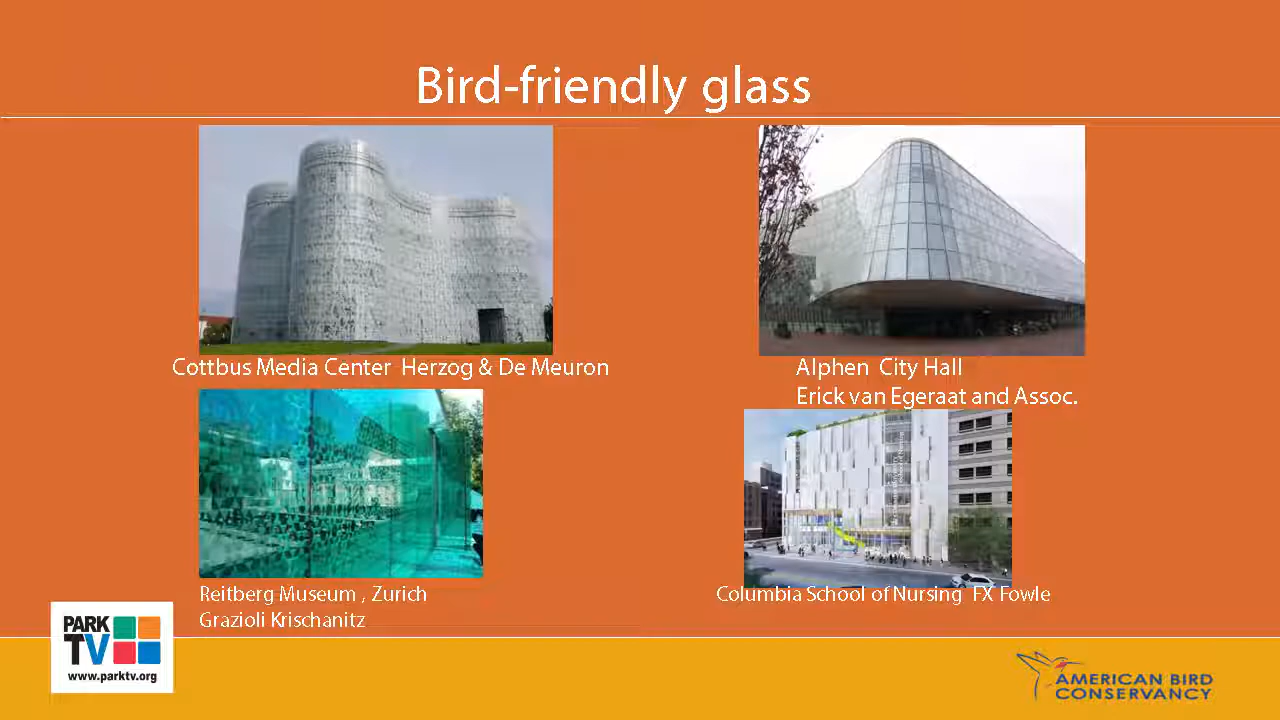 Bird-friendly glass
Cottbus Media Center Herzog & De Meuron
Alphen City Hall
Erick van Egeraat and Assoc.
Reitberg Museum , Zurich
Grazioli Krischanitz
Columbia School of Nursing FX Fowle
PARK
TV
www.parktv.org
AMERICAN BIRD
CONSERVANCY